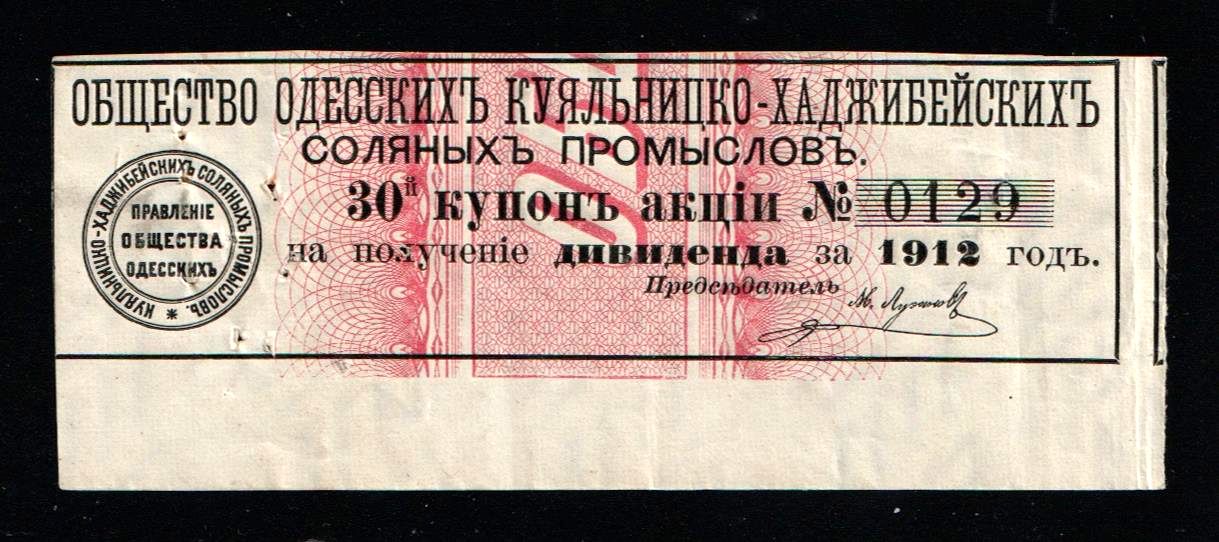 ОБЩЕСТВО ОДЕССКИХЪ КУЯЛЬНИЦКО-ХАДЖИБЕЙСКИХЪ
СОЛЯНЫХЪ ПРОМЫСЛОВЪ.
30й купонъ акціи № 0129
на полученіе дивиденда за 1912 годъ.
Предсѣдатель
КУЯЛЬНИЦКО-ХАДЖИБЕЙСКИХЪ СОЛЯНЫХЪ ПРОМЫСЛОВЪ.
ПРАВЛЕНІЕ
ОБЩЕСТВА
ОДЕССКИХЪ